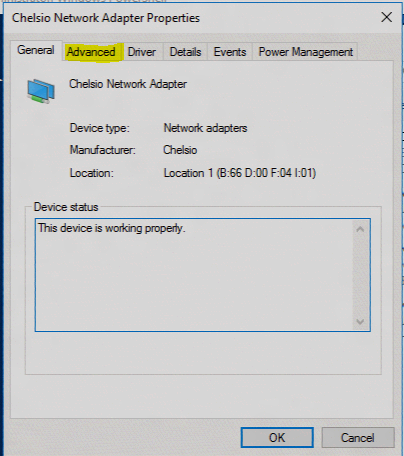 Chelsio Network Adapter Properties
General Advanced Driver Details Events Power Management
Chelsio Network Adapter
Device type: Network adapters
Manufacturer: Chelsio
Location: Location 1 (B:66 D:00 F:04 I:01)
Device status
This device is working properly.
OK Cancel